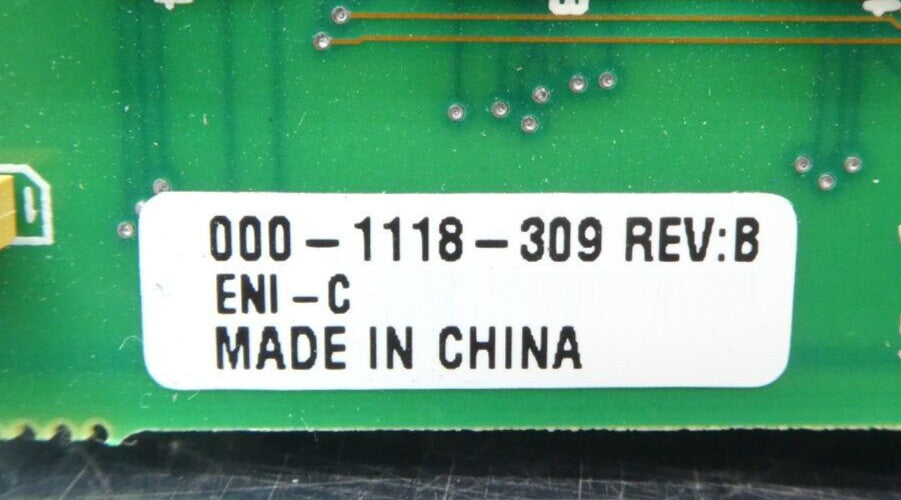 000-1118-309 REV:B
ENI-C
MADE IN CHINA